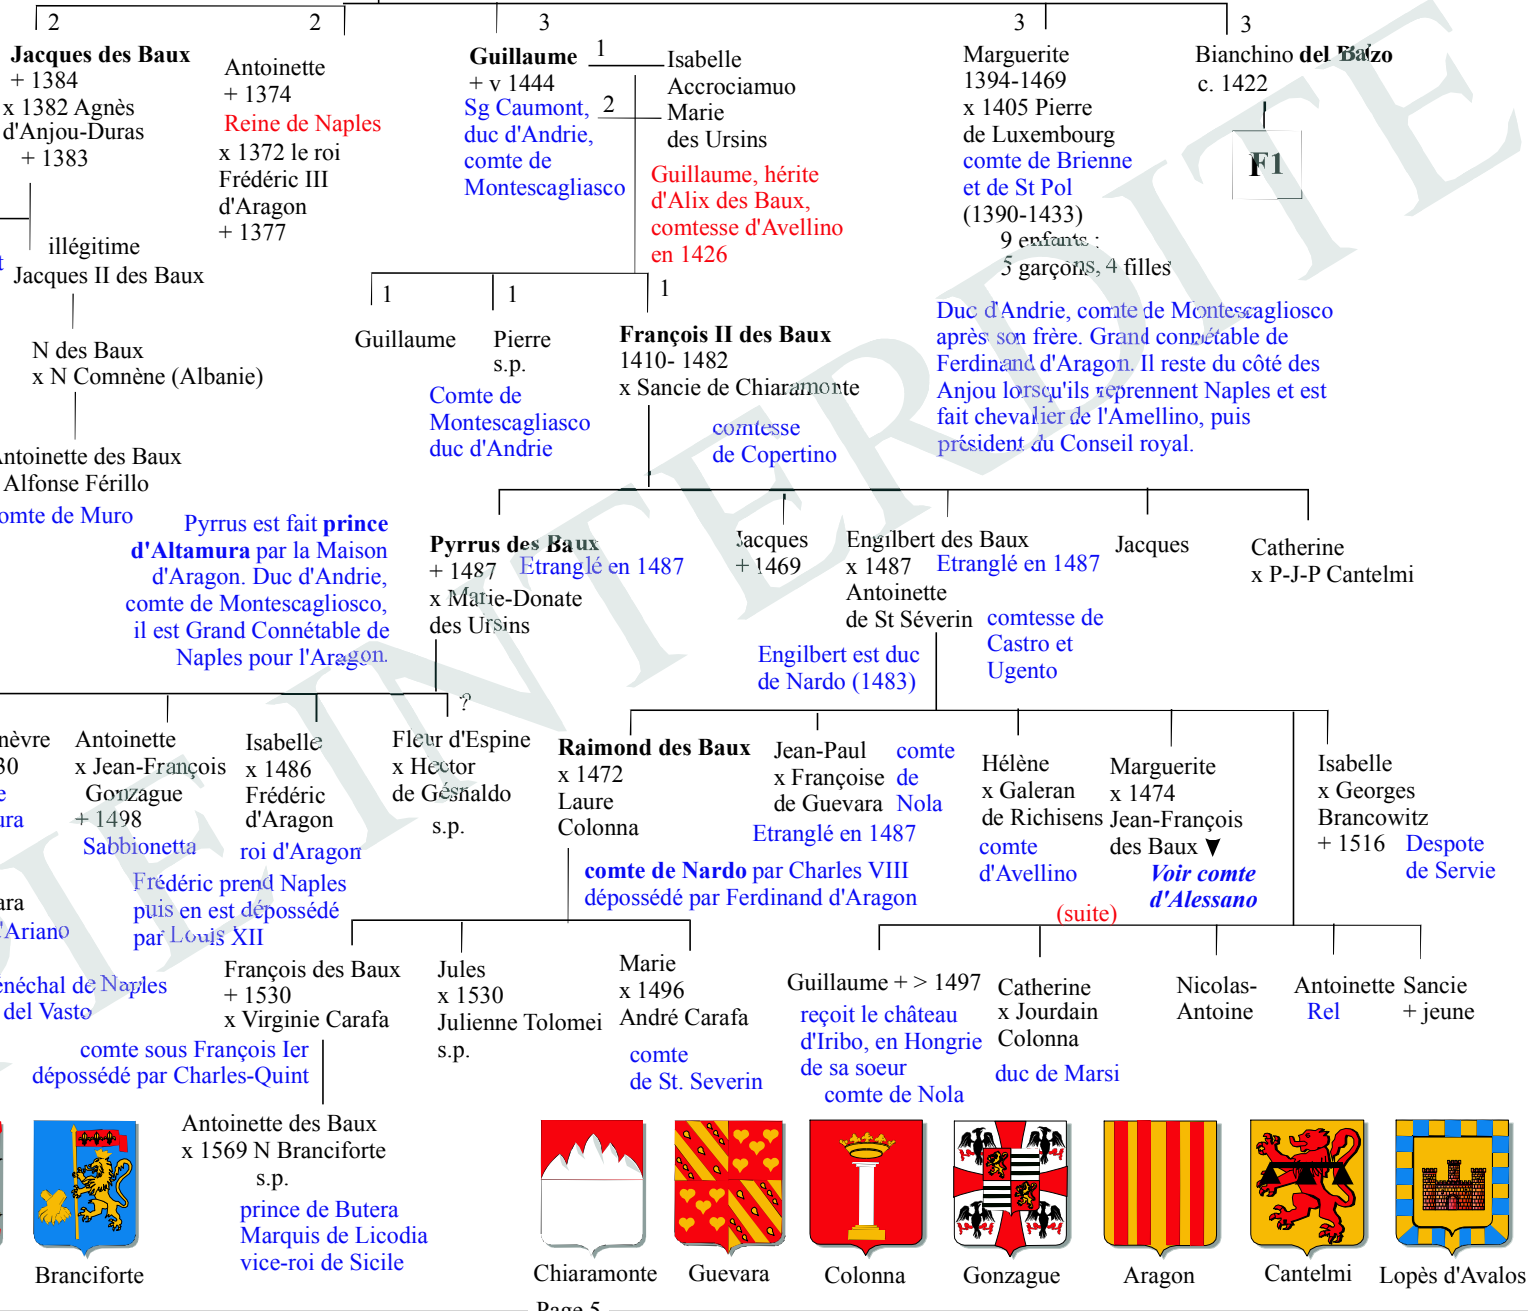 2
2
3
3
3
Jacques des Baux
+ 1384
x 1382 Agnès
d'Anjou-Duras
+ 1383
Antoinette
+ 1374
Reine de Naples
x 1372 le roi
Frédéric III
d'Aragon
+ 1377
Guillaume
+ v 1444
Sg Caumont,
duc d'Andrie,
comte de
Montescagliasco
1
2
Isabelle
Accrociamuo
Marie
des Ursins
Guillaume, hérite
d'Alix des Baux,
comtesse d'Avellino
en 1426
Marguerite
1394-1469
x 1405 Pierre
de Luxembourg
comte de Brienne
et de St Pol
(1390-1433)
9 enfants :
5 garçons, 4 filles
Bianchino del Balzo
c. 1422
F1
illégitime
Jacques II des Baux
N des Baux
x N Comnène (Albanie)
Antoinette des Baux
Alfonse Férillo
omte de Muro
1
1
1
Guillaume
Pierre
s.p.
Comte de
Montescagliasco
duc d'Andrie
François II des Baux
1410- 1482
x Sancie de Chiaramonte
comtesse
de Copertino
Duc d'Andrie, comte de Montescagliosco
après son frère. Grand connétable de
Ferdinand d'Aragon. Il reste du côté des
Anjou lorsqu'ils reprennent Naples et est
fait chevalier de l'Amellino, puis
président du Conseil royal.
Pyrrus est fait prince
d'Altamura par la Maison
d'Aragon. Duc d'Andrie,
comte de Montescagliosco,
il est Grand Connétable de
Naples pour l'Aragon.
Pyrrus des Baux
+ 1487 Etranglé en 1487
x Marie-Donate
des Ursins
Jacques
+ 1469
Engilbert des Baux
x 1487 Etranglé en 1487
Antoinette
de St Séverin
comtesse de
Castro et
Ugento
Engilbert est duc
de Nardo (1483)
Jacques
Catherine
x P-J-P Cantelmi
?
nèvre
30
e
ura
ara
'Ariano
énéchal de Naples
del Vasto
Antoinette
x Jean-François
Gonzague
+ 1498
Sabbionetta
Isabelle
x 1486
Frédéric
d'Aragon
roi d'Aragon
Frédéric prend Naples
puis en est dépossédé
par Louis XII
Fleur d'Espine
x Hector
de Gésnaldo
s.p.
Raimond des Baux
x 1472
Laure
Colonna
comte de Nardo par Charles VIII
dépossédé par Ferdinand d'Aragon
Jean-Paul
x Françoise
de Guevara
comte
de
Nola
Etranglé en 1487
Hélène
x Galeran
de Richisens
comte
d'Avellino
Marguerite
x 1474
Jean-François
des Baux ▼
Voir comte
d'Alessano
Isabelle
x Georges
Brancowitz
+ 1516
Despote
de Servie
(suite)
François des Baux
+ 1530
x Virginie Carafa
comte sous François Ier
dépossédé par Charles-Quint
Jules
x 1530
Julienne Tolomei
s.p.
Marie
x 1496
André Carafa
comte
de St. Severin
Guillaume + > 1497
reçoit le château
d'Iribo, en Hongrie
de sa soeur
comte de Nola
Catherine
x Jourdain
Colonna
duc de Marsi
Nicolas-
Antoine
Antoinette
Rel
Sancie
+ jeune
Antoinette des Baux
x 1569 N Branciforte
s.p.
prince de Butera
Marquis de Licodia
vice-roi de Sicile
Branciforte
Chiaramonte
Guevara
Colonna
Gonzague
Aragon
Cantelmi
Lopès d'Avalos
Page 5
PIE INTERDITE